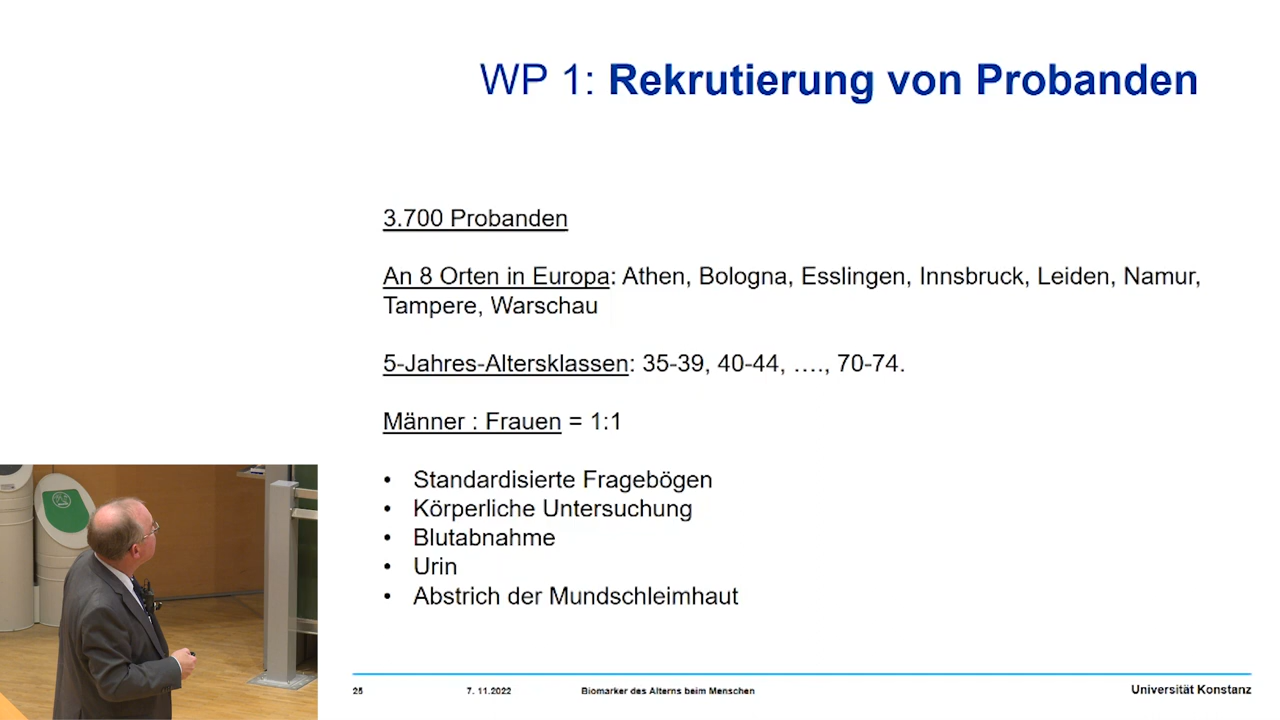 WP 1: Rekrutierung von Probanden
3.700 Probanden
An 8 Orten in Europa: Athen, Bologna, Esslingen, Innsbruck, Leiden, Namur,
Tampere, Warschau
5-Jahres-Altersklassen: 35-39, 40-44, …., 70-74.
Männer : Frauen = 1:1
• Standardisierte Fragebögen
• Körperliche Untersuchung
• Blutabnahme
• Urin
• Abstrich der Mundschleimhaut
25 7. 11.2022 Biomarker des Alterns beim Menschen Universität Konstanz